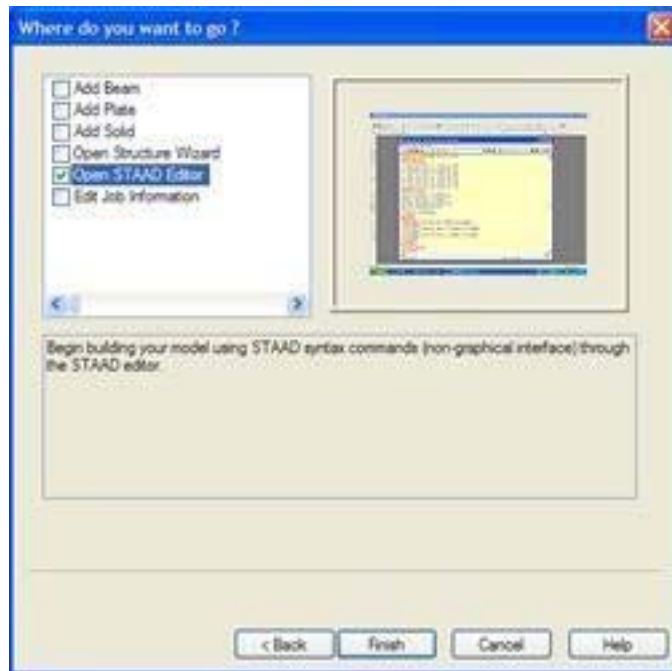 Where do you want to go ?
Add Beam
Add Plate
Add Solid
Open Structure Wizard
Open STAAD Editor
Edit Job Information
Begin building your model using STAAD syntax commands (non-graphical interface) through
the STAAD editor.
< Back
Finish
Cancel
Help